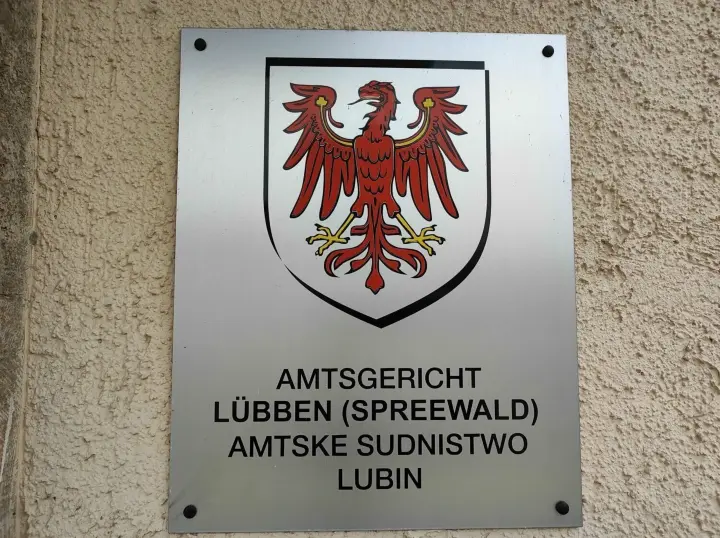 AMTSGERICHT
LÜBBEN (SPREEWALD)
AMTSKE SUDNISTWO
LUBIN